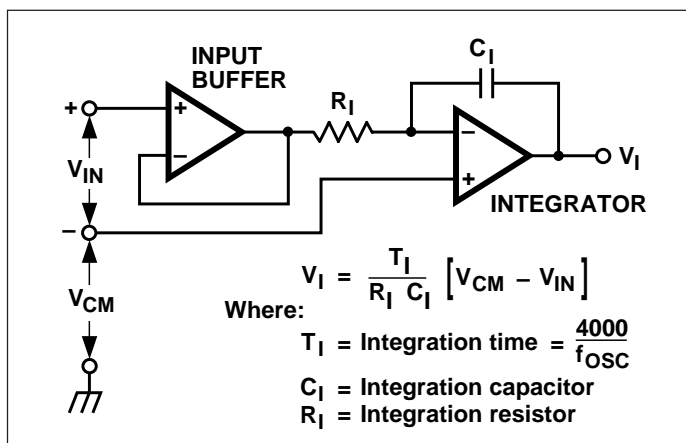 INPUT
BUFFER
C_I
R_I
+
+
−
−
+
V_IN
V_I
INTEGRATOR
−
V_CM
V_I = T_I / (R_I C_I) [V_CM – V_IN]
Where:
T_I = Integration time = 4000 / f_OSC
C_I = Integration capacitor
R_I = Integration resistor